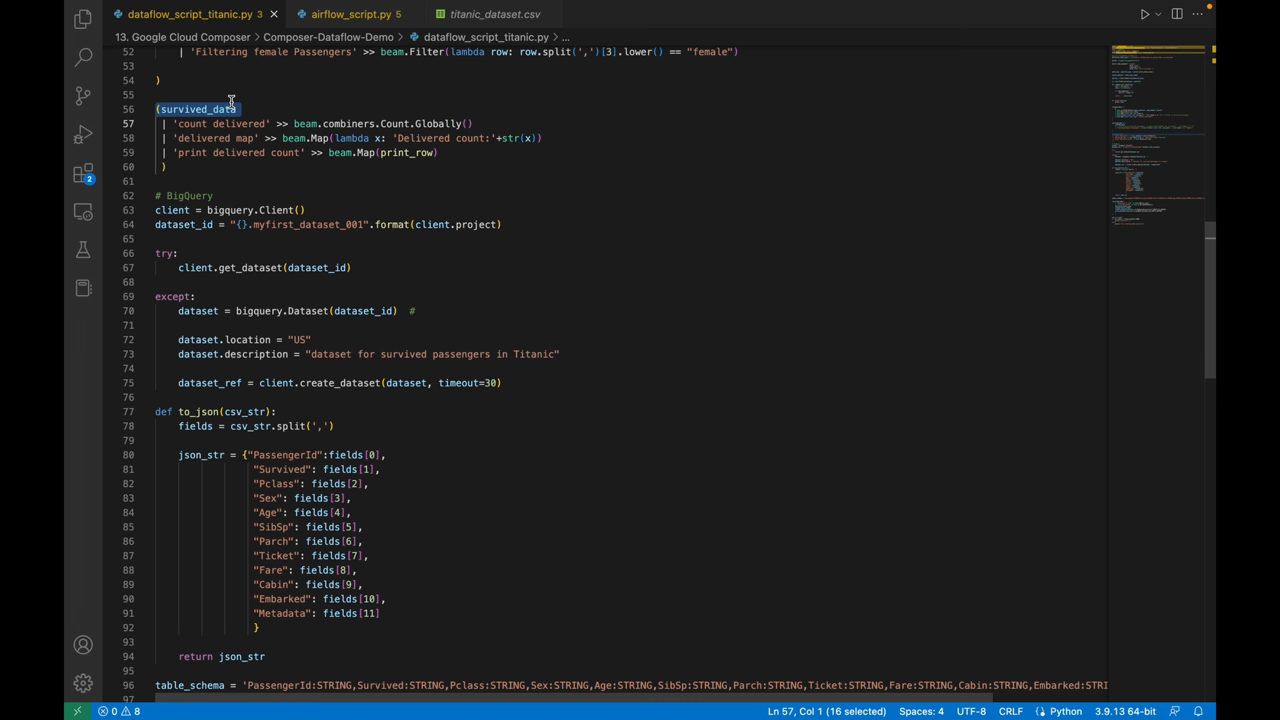 dataflow_script_titanic.py 3
airflow_script.py 5
titanic_dataset.csv
13. Google Cloud Composer > Composer-Dataflow-Demo > dataflow_script_titanic.py > ...
52 | 'Filtering female Passengers' >> beam.Filter(lambda row: row.split(',')[3].lower() == "female")
53
54 )
55
56 (survived_data
57 | 'count delivered' >> beam.combiners.Count.Globally()
58 | 'delivered map' >> beam.Map(lambda x: 'Delivered count:'+str(x))
59 | 'print delivered count' >> beam.Map(print_row)
60 )
61
62 # BigQuery
63 client = bigquery.Client()
64 dataset_id = "{}.myfirst_dataset_001".format(client.project)
65
66 try:
67 client.get_dataset(dataset_id)
68
69 except:
70 dataset = bigquery.Dataset(dataset_id) #
71
72 dataset.location = "US"
73 dataset.description = "dataset for survived passengers in Titanic"
74
75 dataset_ref = client.create_dataset(dataset, timeout=30)
76
77 def to_json(csv_str):
78 fields = csv_str.split(',')
79
80 json_str = {"PassengerId":fields[0],
81 "Survived": fields[1],
82 "Pclass": fields[2],
83 "Sex": fields[3],
84 "Age": fields[4],
85 "SibSp": fields[5],
86 "Parch": fields[6],
87 "Ticket": fields[7],
88 "Fare": fields[8],
89 "Cabin": fields[9],
90 "Embarked": fields[10],
91 "Metadata": fields[11]
92 }
93
94 return json_str
95
96 table_schema = 'PassengerId:STRING,Survived:STRING,Pclass:STRING,Sex:STRING,Age:STRING,SibSp:STRING,Parch:STRING,Ticket:STRING,Fare:STRING,Cabin:STRING,Embarked:STRI
97
2
0 8 Ln 57, Col 1 (16 selected) Spaces: 4 UTF-8 CRLF Python 3.9.13 64-bit